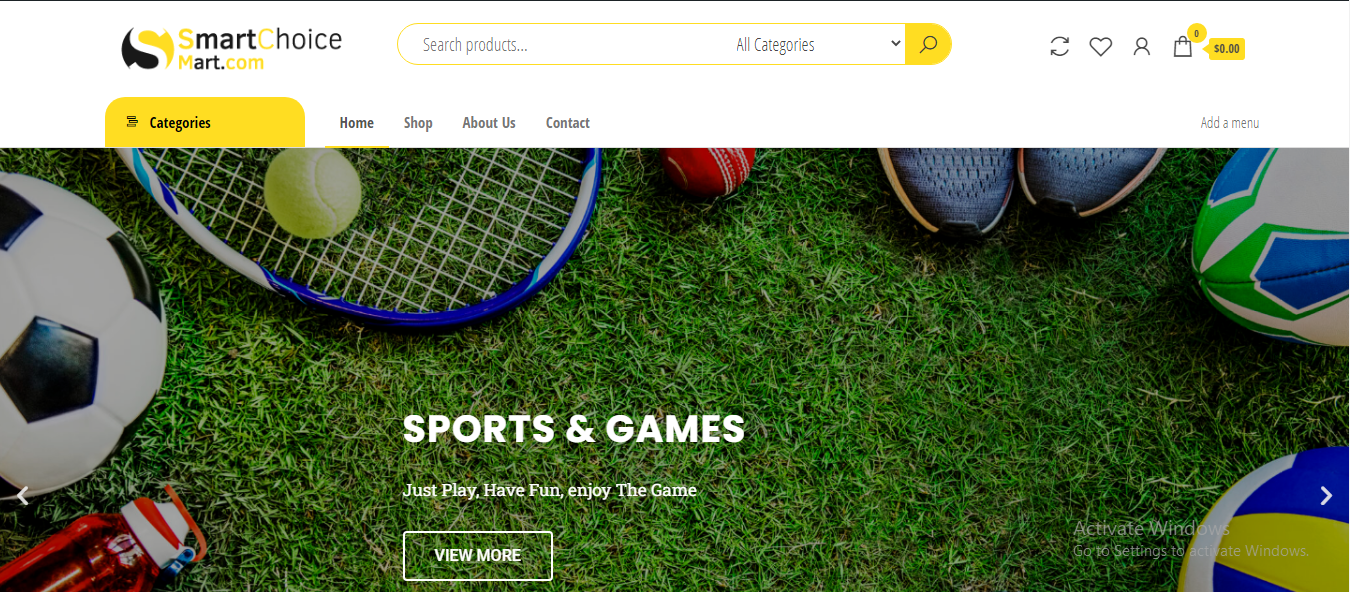 SmartChoice
Mart.com
Search products...
All Categories
0
$0.00
Categories
Home
Shop
About Us
Contact
Add a menu
SPORTS & GAMES
Just Play, Have Fun, enjoy The Game
VIEW MORE
Activate Windows
Go to Settings to activate Windows.